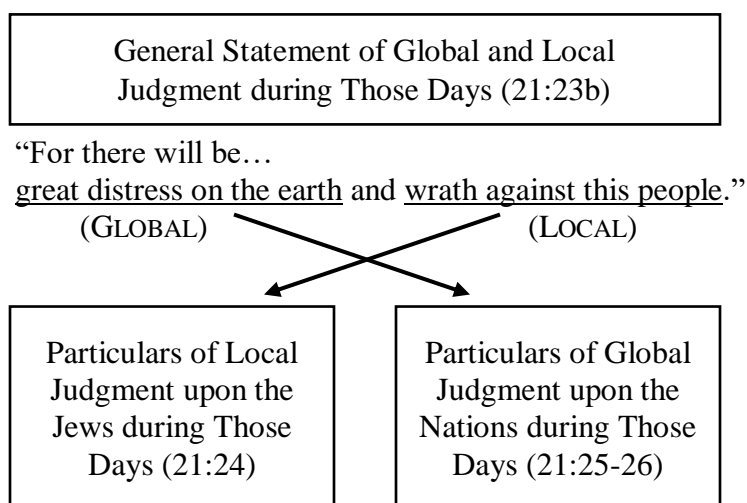 General Statement of Global and Local
Judgment during Those Days (21:23b)
“For there will be…
great distress on the earth and wrath against this people.”
(GLOBAL) (LOCAL)
Particulars of Local
Judgment upon the
Jews during Those
Days (21:24)
Particulars of Global
Judgment upon the
Nations during Those
Days (21:25-26)